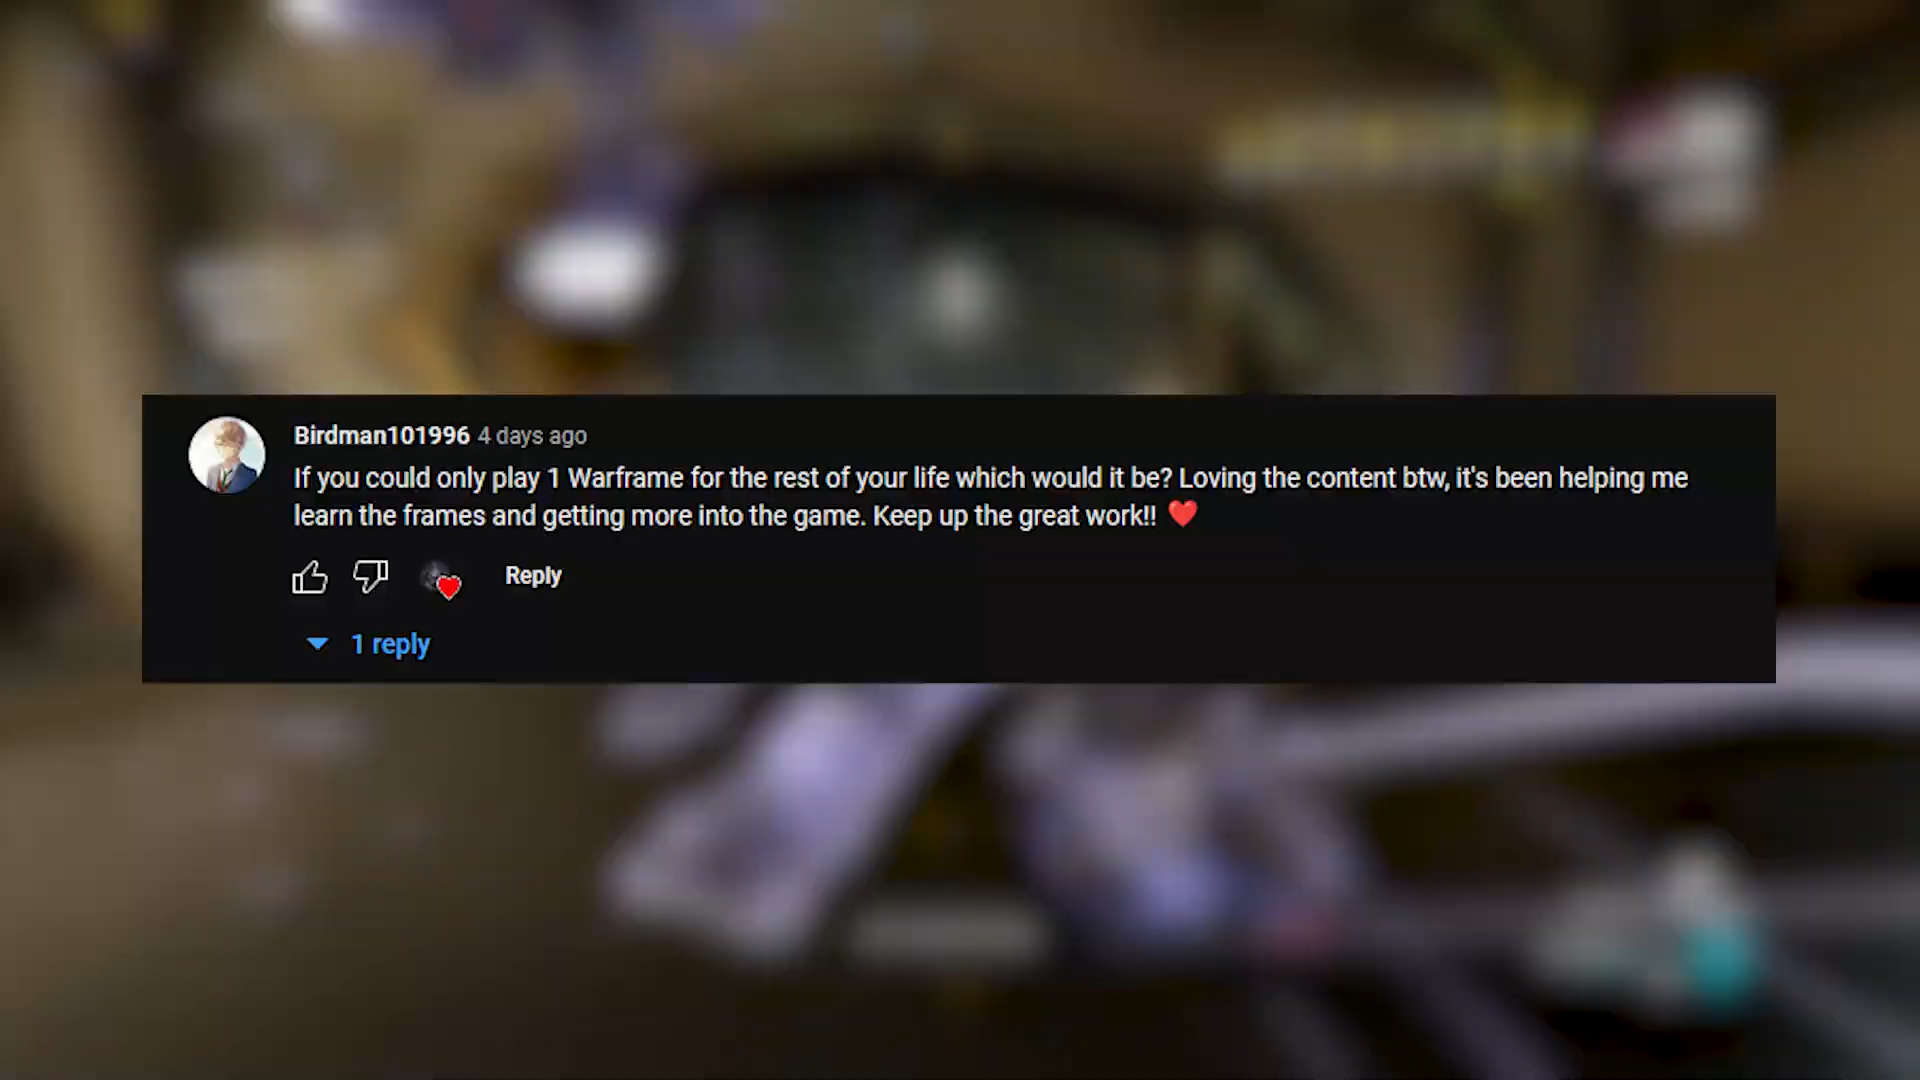 Birdman101996 4 days ago
If you could only play 1 Warframe for the rest of your life which would it be? Loving the content btw, it's been helping me
learn the frames and getting more into the game. Keep up the great work!! ❤️
Reply
1 reply